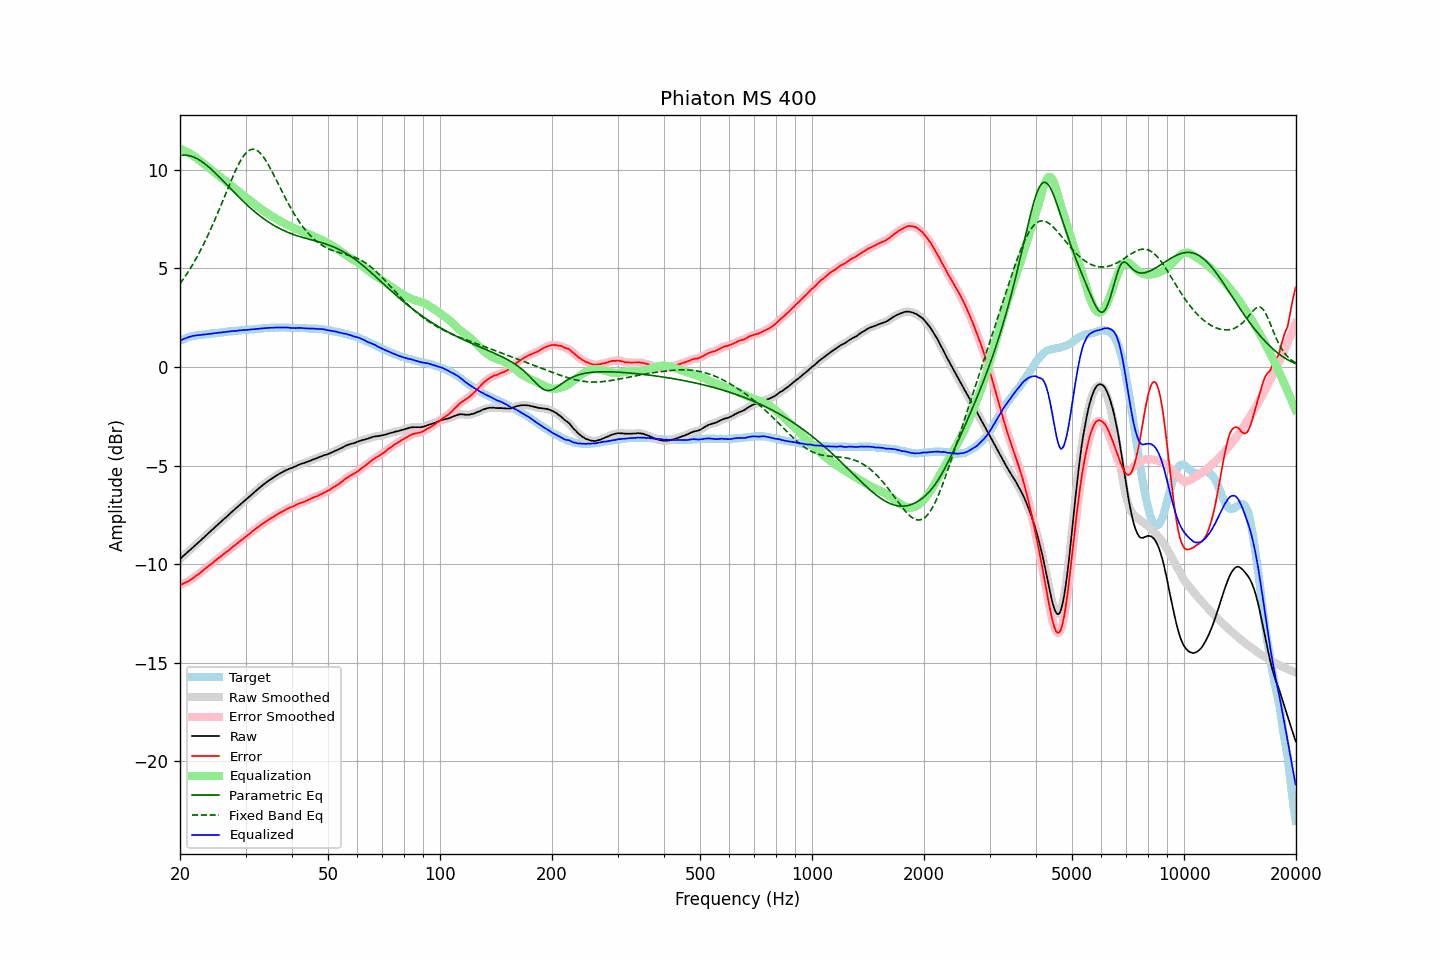 Phiaton MS 400
Amplitude (dBr)
10
5
0
−5
−10
−15
−20
Target
Raw Smoothed
Error Smoothed
Raw
Error
Equalization
Parametric Eq
Fixed Band Eq
Equalized
20 50 100 200 500 1000 2000 5000 10000 20000
Frequency (Hz)